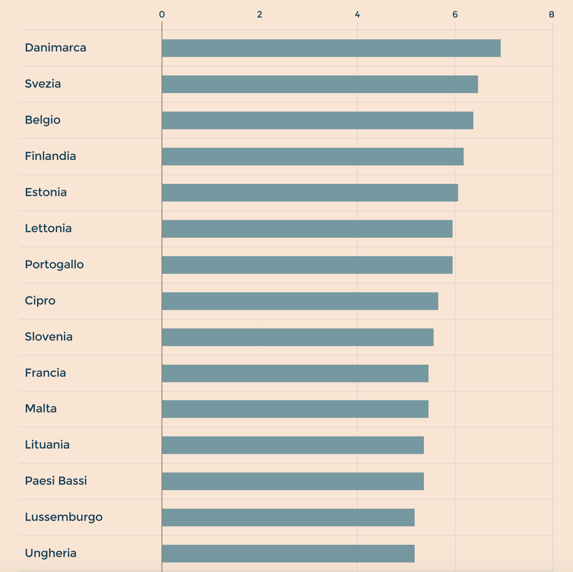 0 2 4 6 8
Danimarca
Svezia
Belgio
Finlandia
Estonia
Lettonia
Portogallo
Cipro
Slovenia
Francia
Malta
Lituania
Paesi Bassi
Lussemburgo
Ungheria